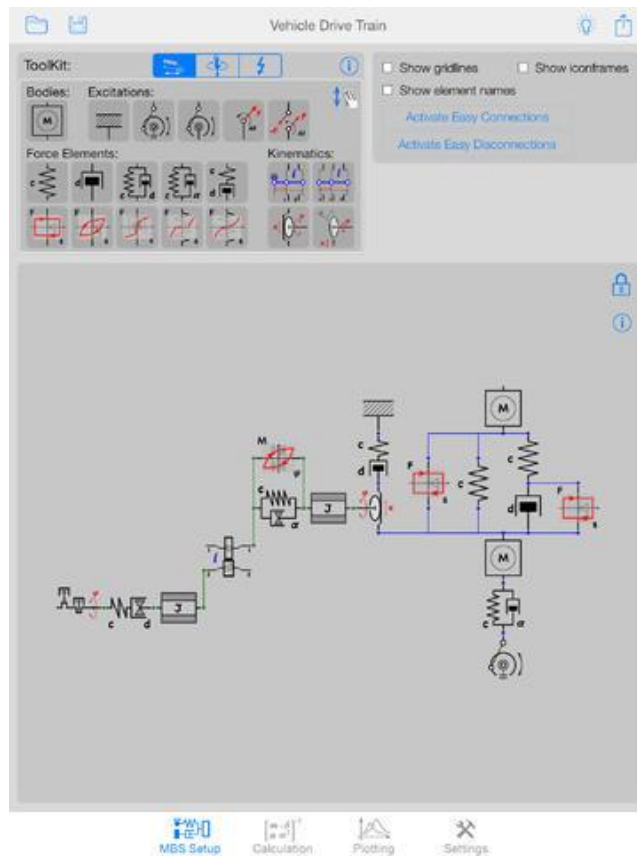 Vehicle Drive Train
ToolKit:
Show gridlines
Show iconframes
Show element names
Activate Easy Connections
Activate Easy Disconnections
Bodies:
Excitations:
M
Force Elements:
Kinematics:
c
d
c
d
c
c
d
F
s
F
s
M
M
c
d
F
s
c
c
d
F
s
M
φ
c
J
i
c
d
J
M
c
MBS Setup
Calculation
Plotting
Settings